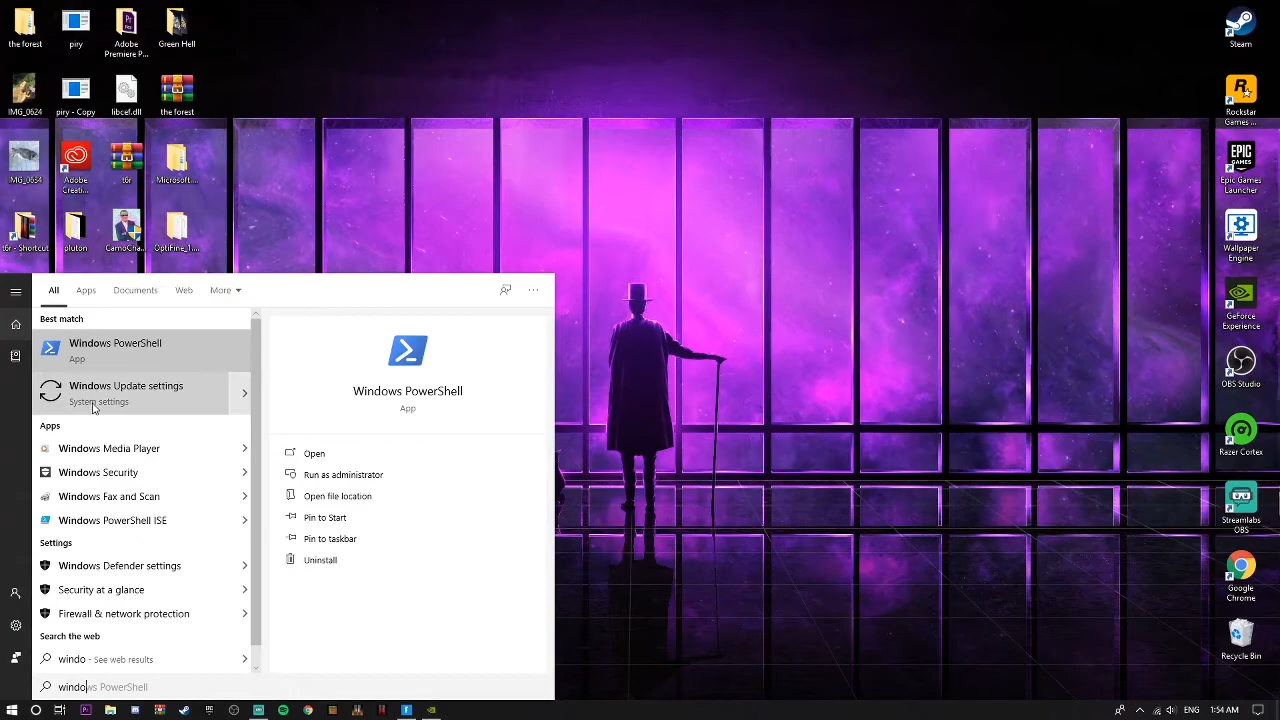 the forest
piry
Adobe
Premiere P...
Green Hell
Steam
IMG_0624
piry - Copy
libcef.dll
the forest
Rockstar
Games ...
IMG_0654
Adobe
Creati...
t6r
Microsoft....
EPIC
GAMES
Epic Games
Launcher
t6r - Shortcut
pluton
CamoCha...
OptiFine_1....
Wallpaper
Engine
GeForce
Experience
OBS Studio
Razer Cortex
Streamlabs
OBS
Google
Chrome
Recycle Bin
All
Apps
Documents
Web
More
Best match
Windows PowerShell
App
Windows Update settings
System settings
Apps
Windows Media Player
Windows Security
Windows Fax and Scan
Windows PowerShell ISE
Settings
Windows Defender settings
Security at a glance
Firewall & network protection
Search the web
windo - See web results
windows PowerShell
Windows PowerShell
App
Open
Run as administrator
Open file location
Pin to Start
Pin to taskbar
Uninstall
1:54 AM